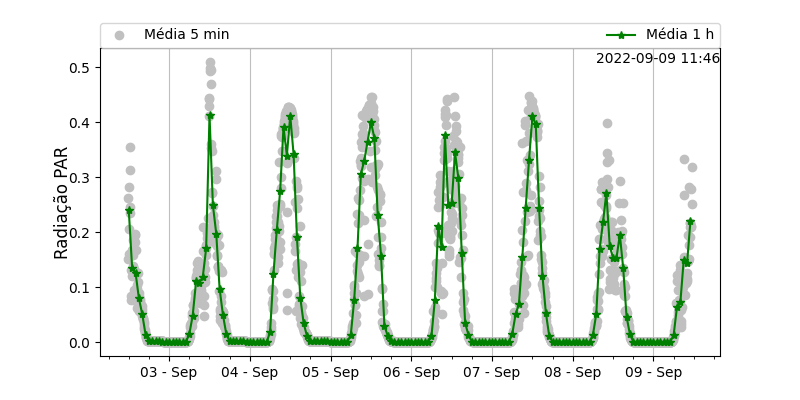 Média 5 min
Média 1 h
2022-09-09 11:46
Radiação PAR
0.5
0.4
0.3
0.2
0.1
0.0
03 - Sep
04 - Sep
05 - Sep
06 - Sep
07 - Sep
08 - Sep
09 - Sep